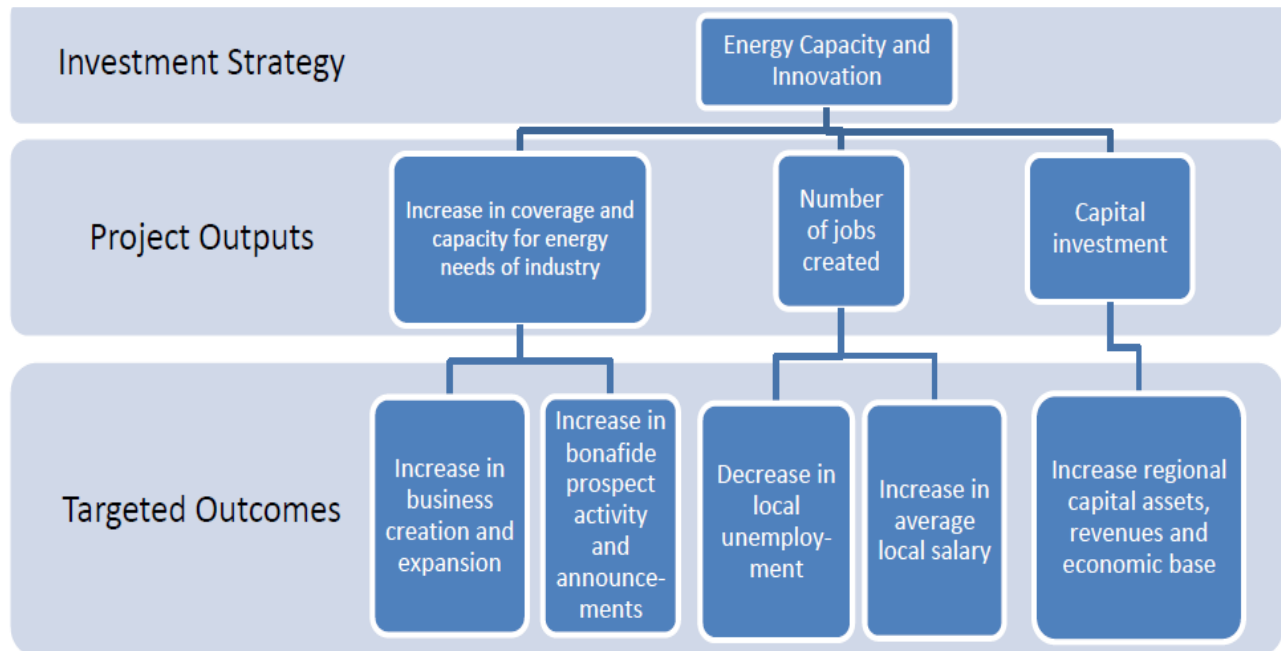 Investment Strategy
Energy Capacity and
Innovation
Project Outputs
Increase in coverage and
capacity for energy
needs of industry
Number
of jobs
created
Capital
investment
Targeted Outcomes
Increase in
business
creation and
expansion
Increase in
bonafide
prospect
activity
and
announce-
ments
Decrease in
local
unemploy-
ment
Increase in
average
local salary
Increase regional
capital assets,
revenues and
economic base